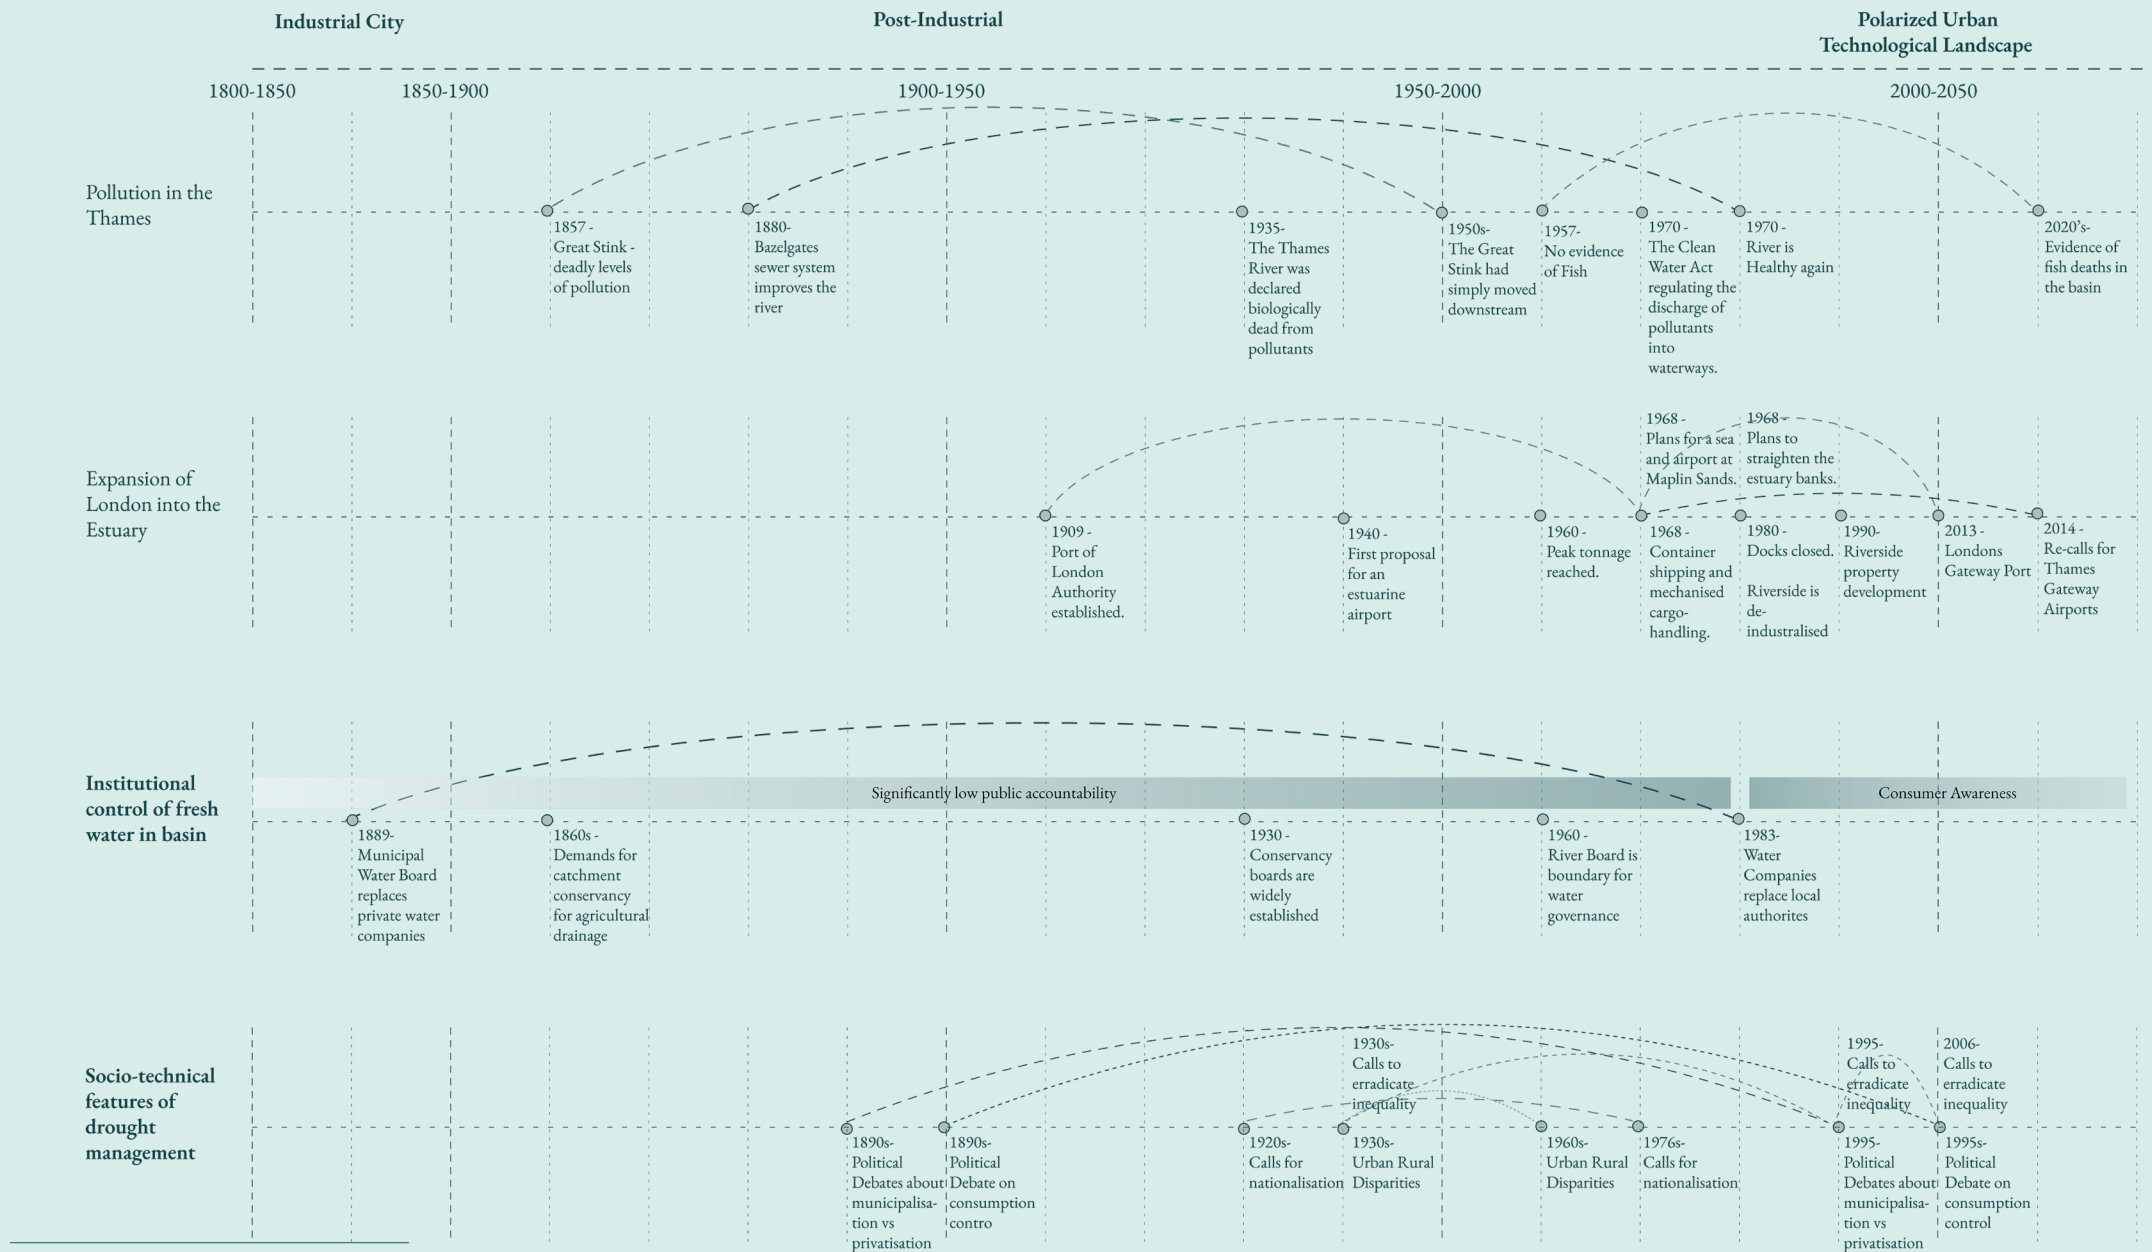 Industrial City
Post-Industrial
Polarized Urban
Technological Landscape
1800-1850
1850-1900
1900-1950
1950-2000
2000-2050
Pollution in the
Thames
1857 -
Great Stink -
deadly levels
of pollution
1880-
Bazelgates
sewer system
improves the
river
1935-
The Thames
River was
declared
biologically
dead from
pollutants
1950s-
The Great
Stink had
simply moved
downstream
1957-
No evidence
of Fish
1970 -
The Clean
Water Act
regulating the
discharge of
pollutants
into
waterways.
1970 -
River is
Healthy again
2020's-
Evidence of
fish deaths in
the basin
Expansion of
London into the
Estuary
1909 -
Port of
London
Authority
established.
1940 -
First proposal
for an
estuarine
airport
1960 -
Peak tonnage
reached.
1968 -
Plans for a sea
and airport at
Maplin Sands.
1968 -
Container
shipping and
mechanised
cargo-
handling.
1968-
Plans to
straighten the
estuary banks.
1980 -
Docks closed.
Riverside is
de-
industralised
1990-
Riverside
property
development
2013 -
Londons
Gateway Port
2014 -
Re-calls for
Thames
Gateway
Airports
Institutional
control of fresh
water in basin
Significantly low public accountability
Consumer Awareness
1889-
Municipal
Water Board
replaces
private water
companies
1860s -
Demands for
catchment
conservancy
for agricultural
drainage
1930 -
Conservancy
boards are
widely
established
1960 -
River Board is
boundary for
water
governance
1983-
Water
Companies
replace local
authorites
Socio-technical
features of
drought
management
1890s-
Political
Debates about
municipalisa-
tion vs
privatisation
1890s-
Political
Debate on
consumption
contro
1920s-
Calls for
nationalisation
1930s-
Calls to
erradicate
inequality
1930s-
Urban Rural
Disparities
1960s-
Urban Rural
Disparities
1976s-
Calls for
nationalisation
1995-
Calls to
erradicate
inequality
1995-
Political
Debates about
municipalisa-
tion vs
privatisation
2006-
Calls to
erradicate
inequality
1995s-
Political
Debate on
consumption
control